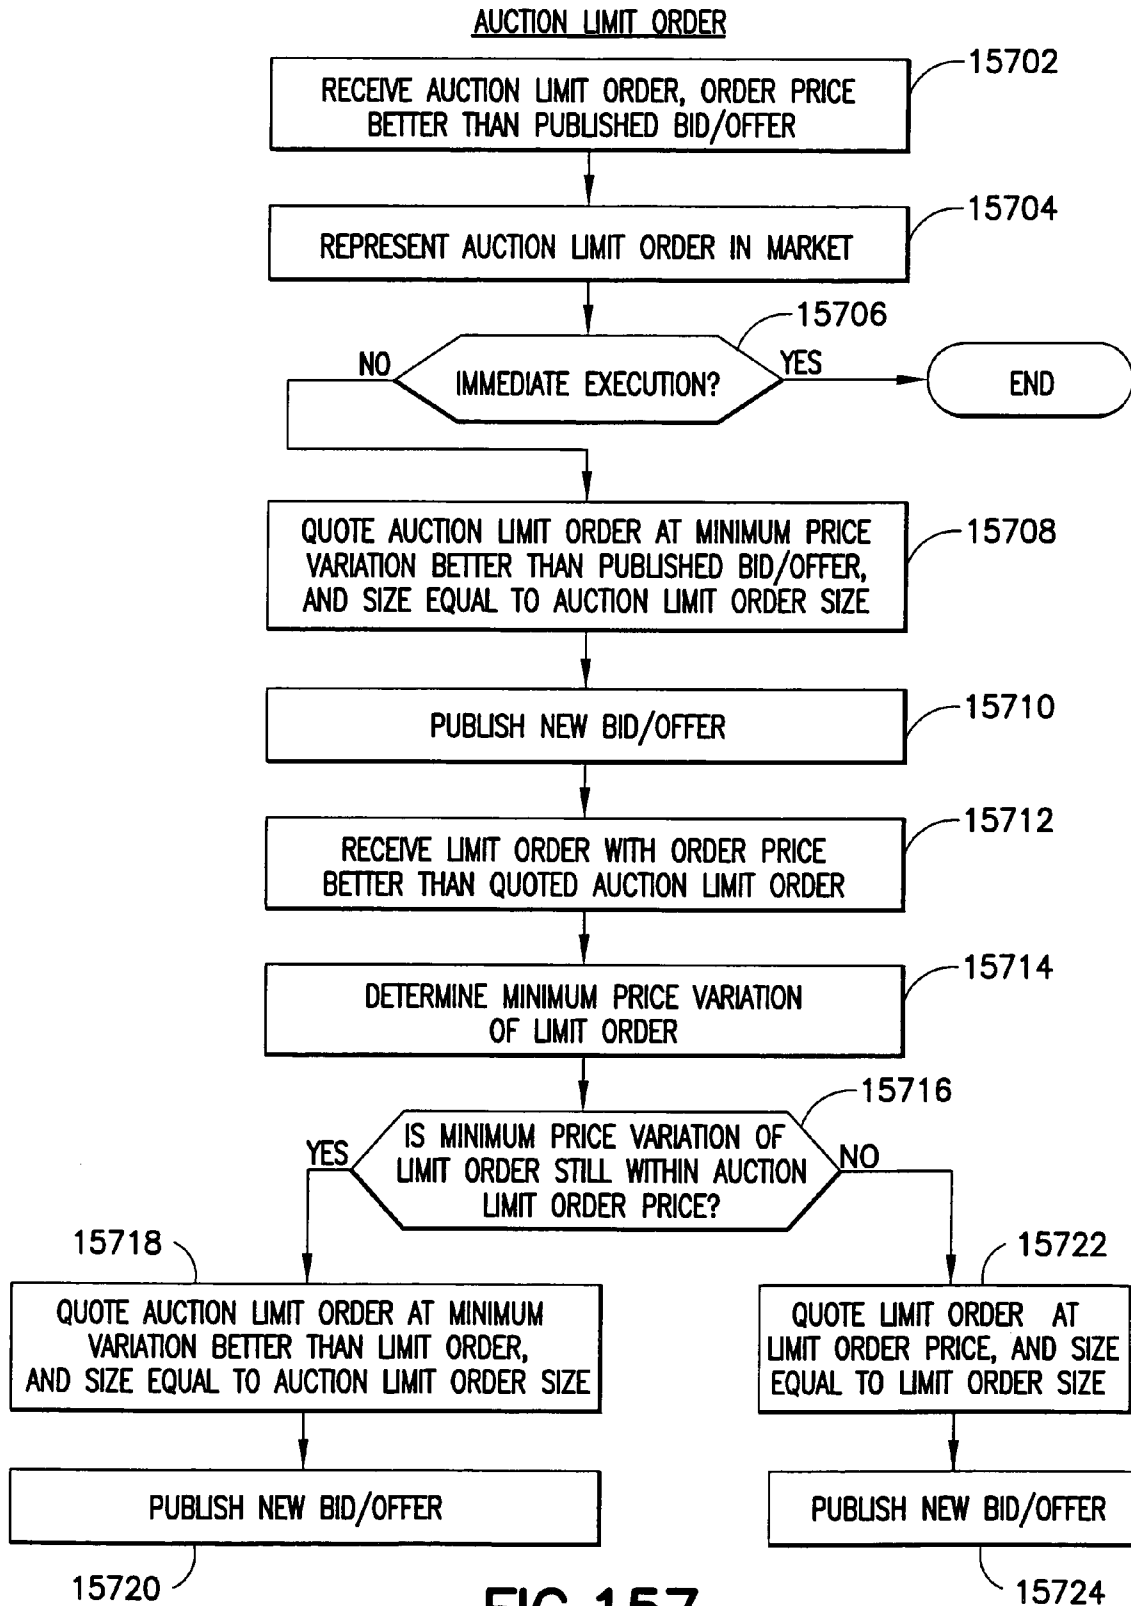 AUCTION LIMIT ORDER
15702
RECEIVE AUCTION LIMIT ORDER, ORDER PRICE
BETTER THAN PUBLISHED BID/OFFER
15704
REPRESENT AUCTION LIMIT ORDER IN MARKET
15706
NO
IMMEDIATE EXECUTION?
YES
END
15708
QUOTE AUCTION LIMIT ORDER AT MINIMUM PRICE
VARIATION BETTER THAN PUBLISHED BID/OFFER,
AND SIZE EQUAL TO AUCTION LIMIT ORDER SIZE
15710
PUBLISH NEW BID/OFFER
15712
RECEIVE LIMIT ORDER WITH ORDER PRICE
BETTER THAN QUOTED AUCTION LIMIT ORDER
15714
DETERMINE MINIMUM PRICE VARIATION
OF LIMIT ORDER
15716
YES
IS MINIMUM PRICE VARIATION OF
LIMIT ORDER STILL WITHIN AUCTION
LIMIT ORDER PRICE?
NO
15718
QUOTE AUCTION LIMIT ORDER AT MINIMUM
VARIATION BETTER THAN LIMIT ORDER,
AND SIZE EQUAL TO AUCTION LIMIT ORDER SIZE
15722
QUOTE LIMIT ORDER AT
LIMIT ORDER PRICE, AND SIZE
EQUAL TO LIMIT ORDER SIZE
PUBLISH NEW BID/OFFER
15720
PUBLISH NEW BID/OFFER
15724
FIG.157